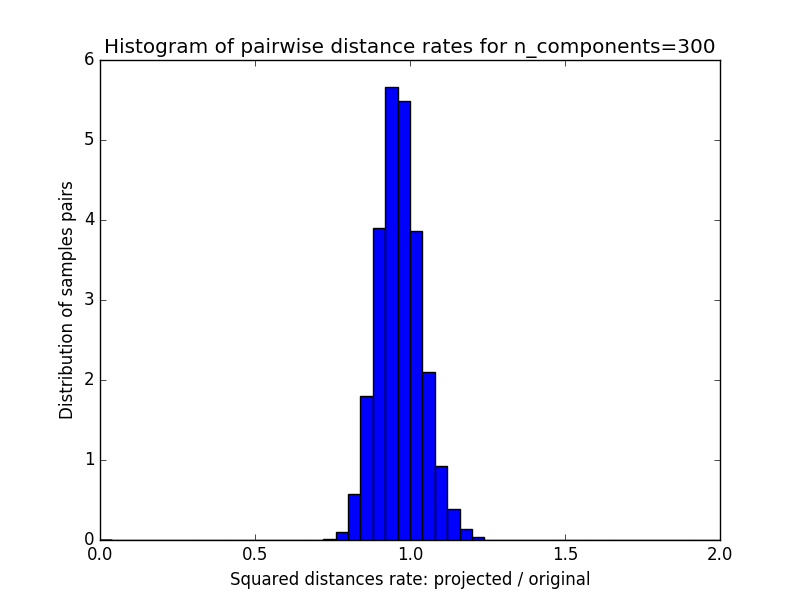 Histogram of pairwise distance rates for n_components=300
6
5
4
3
2
1
0
Distribution of samples pairs
0.0 0.5 1.0 1.5 2.0
Squared distances rate: projected / original